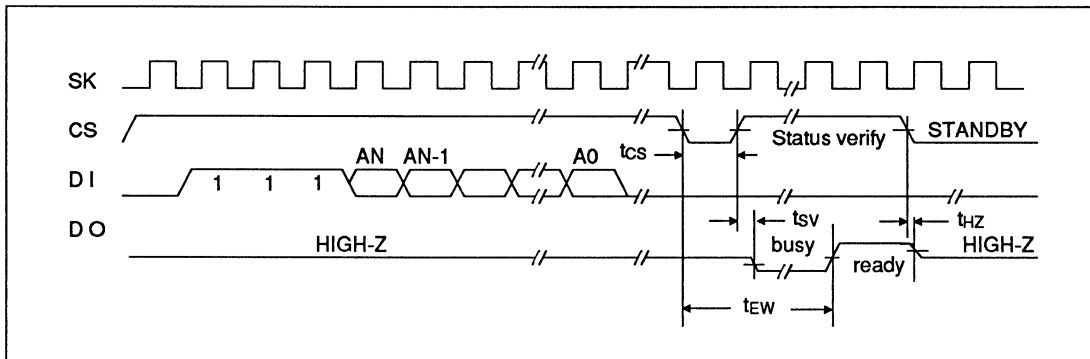 SK
CS
tCS
Status verify
STANDBY
DI
1 1 1
AN
AN-1
A0
DO
HIGH-Z
tSV
busy
ready
tHZ
HIGH-Z
tEW